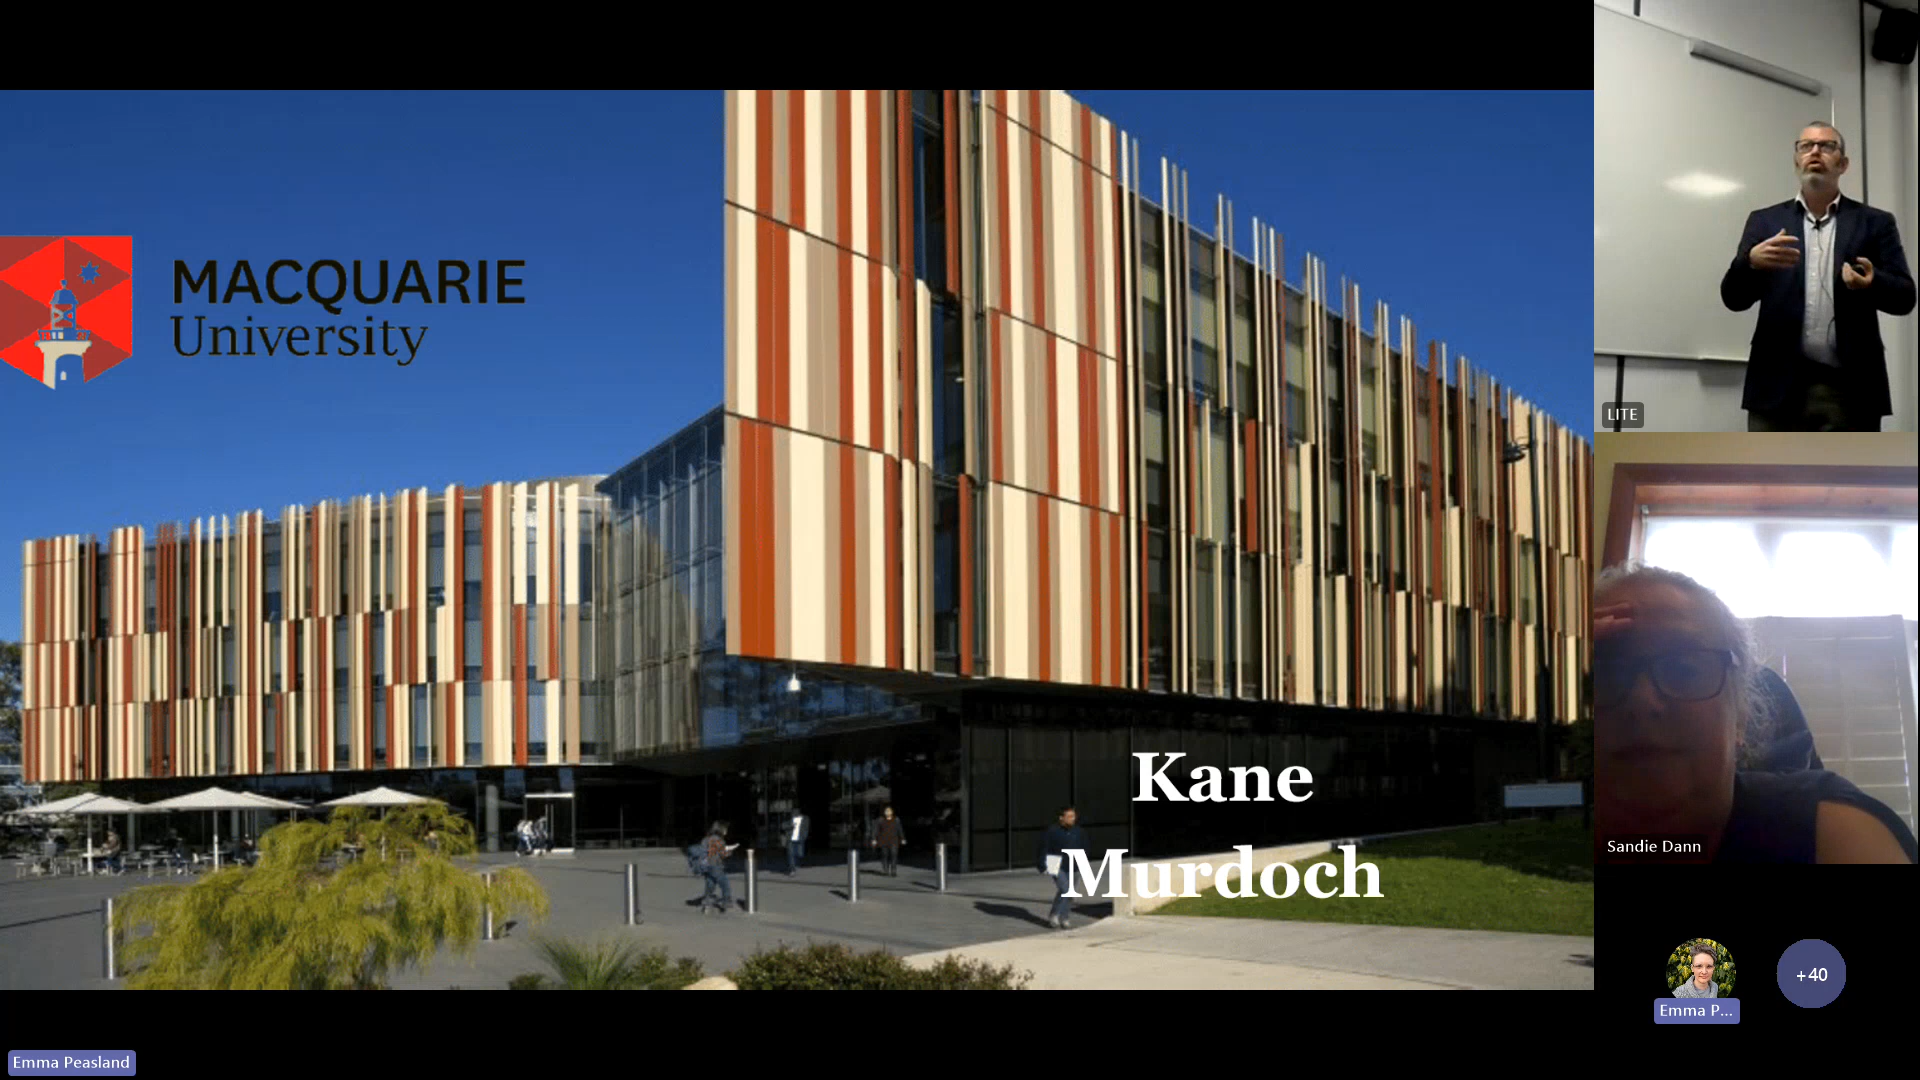 MACQUARIE
University
Kane
Murdoch
LITE
Sandie Dann
Emma P...
+40
Emma Peasland